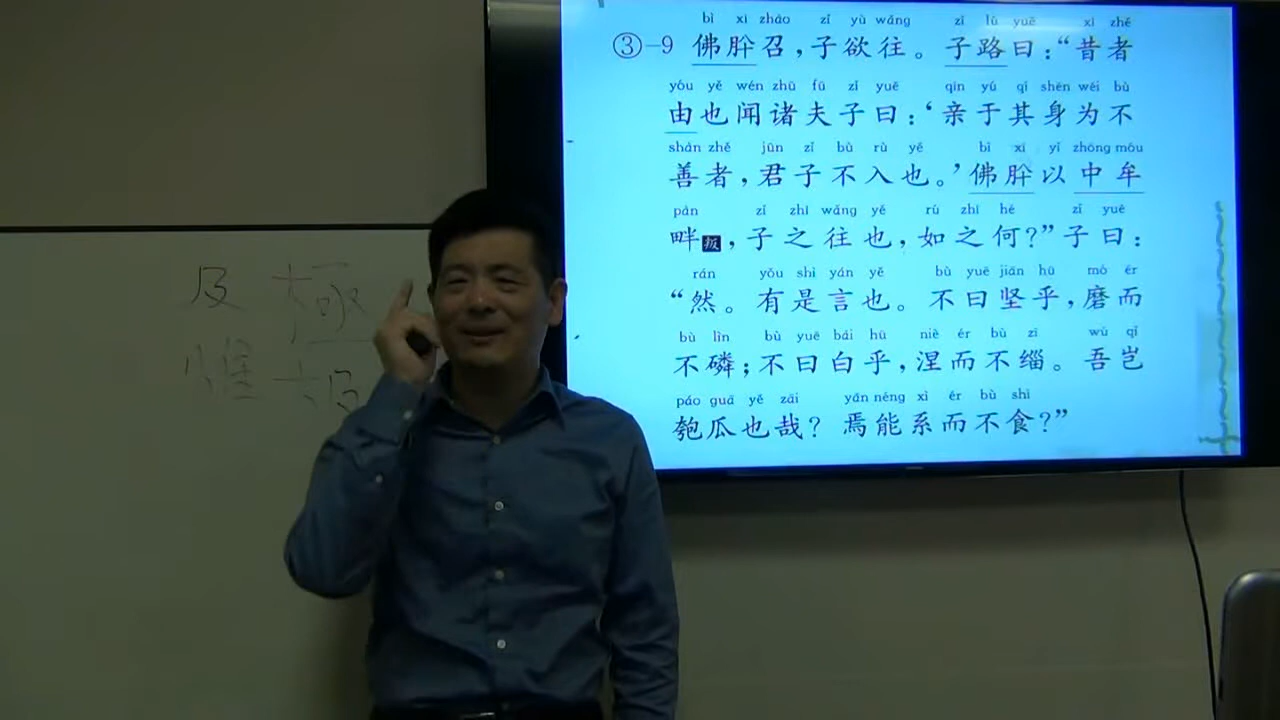 bì xī zhào zǐ yù wǎng zǐ lù yuē xī zhě
③-9 佛肸召，子欲往。子路曰：“昔者
yóu yě wén zhū fū zǐ yuē qīn yú qí shēn wéi bù
由也闻诸夫子曰：‘亲于其身为不
shàn zhě jūn zǐ bù rù yě bì xī yǐ zhōng móu
善者，君子不入也。’佛肸以中牟
pàn zǐ zhī wǎng yě rú zhī hé zǐ yuē
畔叛，子之往也，如之何？”子曰：
rán yǒu shì yán yě bù yuē jiān hū mó ér
“然。有是言也。不曰坚乎，磨而
bù lín bù yuē bái hū niè ér bù zī wú qǐ
不磷；不曰白乎，涅而不缁。吾岂
páo guā yě zāi yān néng xì ér bù shí
匏瓜也哉？焉能系而不食？”
及 極